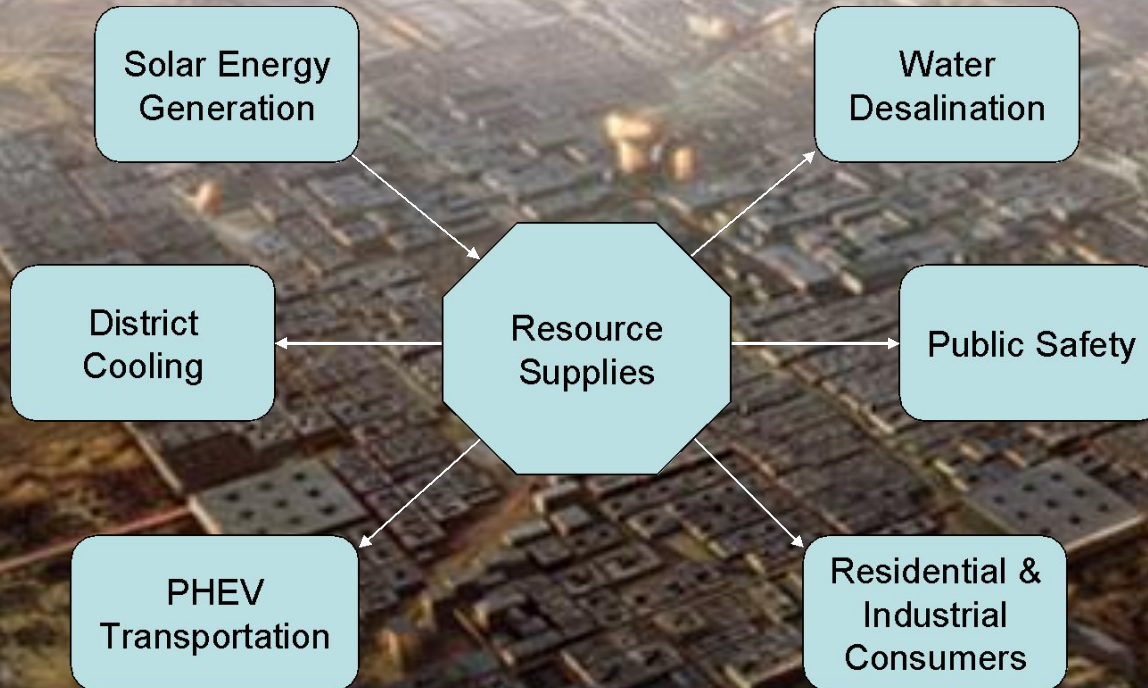 Solar Energy
Generation
Water
Desalination
District
Cooling
Resource
Supplies
Public Safety
PHEV
Transportation
Residential &
Industrial
Consumers